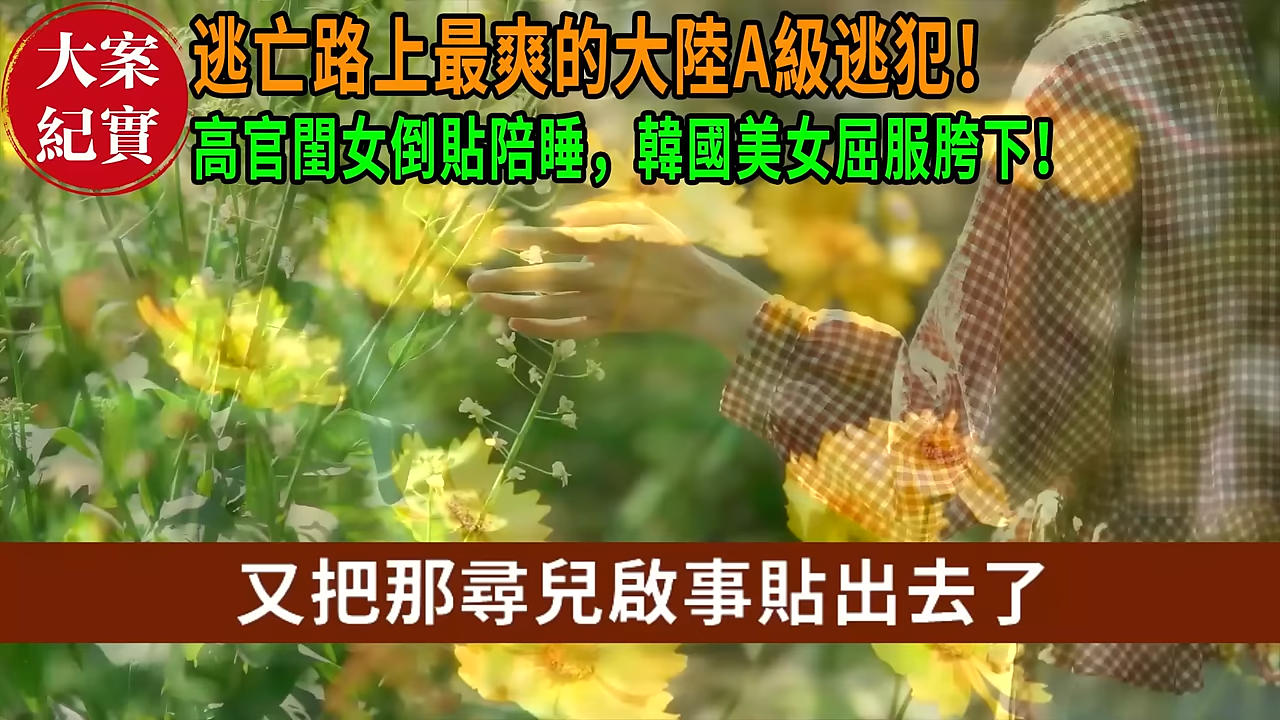 大案
紀實
逃亡路上最爽的大陸A級逃犯!
高官閨女倒貼陪睡，韓國美女屈服胯下!
又把那尋兒啟事貼出去了